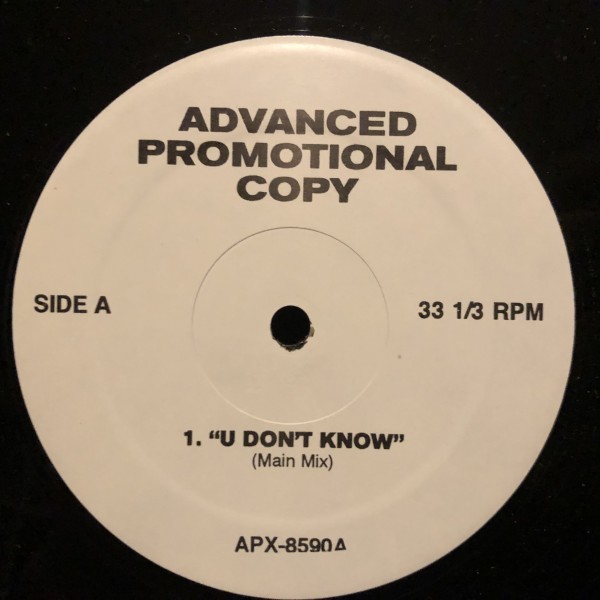 ADVANCED
PROMOTIONAL
COPY
SIDE A
33 1/3 RPM
1. “U DON'T KNOW”
(Main Mix)
APX-8590A